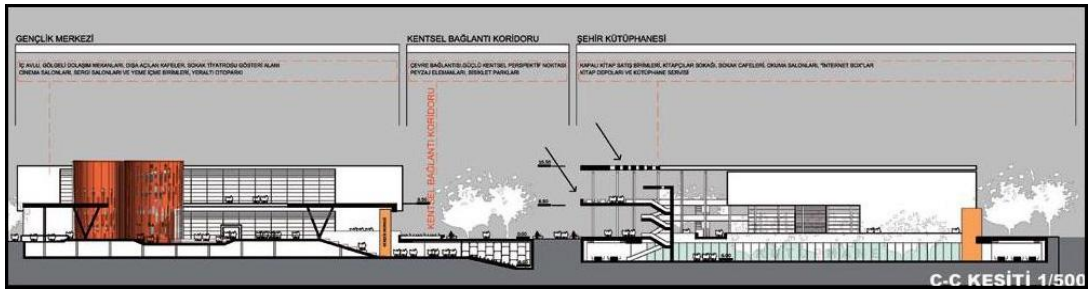 GENÇLİK MERKEZİ
KENTSEL BAĞLANTI KORİDORU
ŞEHİR KÜTÜPHANESİ
İÇ AVLU, GÖLGELİ DOLAŞIM MEKANLARI, DIŞA AÇILAN KAFELER, SOKAK TİYATROSU GÖSTERİ ALANI
CİNEMA SALONLARI, SERGİ SALONLARI VE YEME İÇME BİRİMLERİ, YERALTI OTOPARKI
ÇEVRE BAĞLANTISI, GÜÇLÜ KENTSEL PERSPEKTİF NOKTASI
PEYZAJ ELEMANLARI, BİSİKLET PARKLARI
KAPALI KİTAP SATIŞ BİRİMLERİ, KİTAPÇILAR SOKAĞI, SOKAK CAFELERİ, OKUMA SALONLARI, "İNTERNET BOX"LAR
KİTAP DEPOLARI VE KÜTÜPHANE SERVİSİ
KENTSEL BAĞLANTI KORİDORU
C-C KESİTİ 1/500